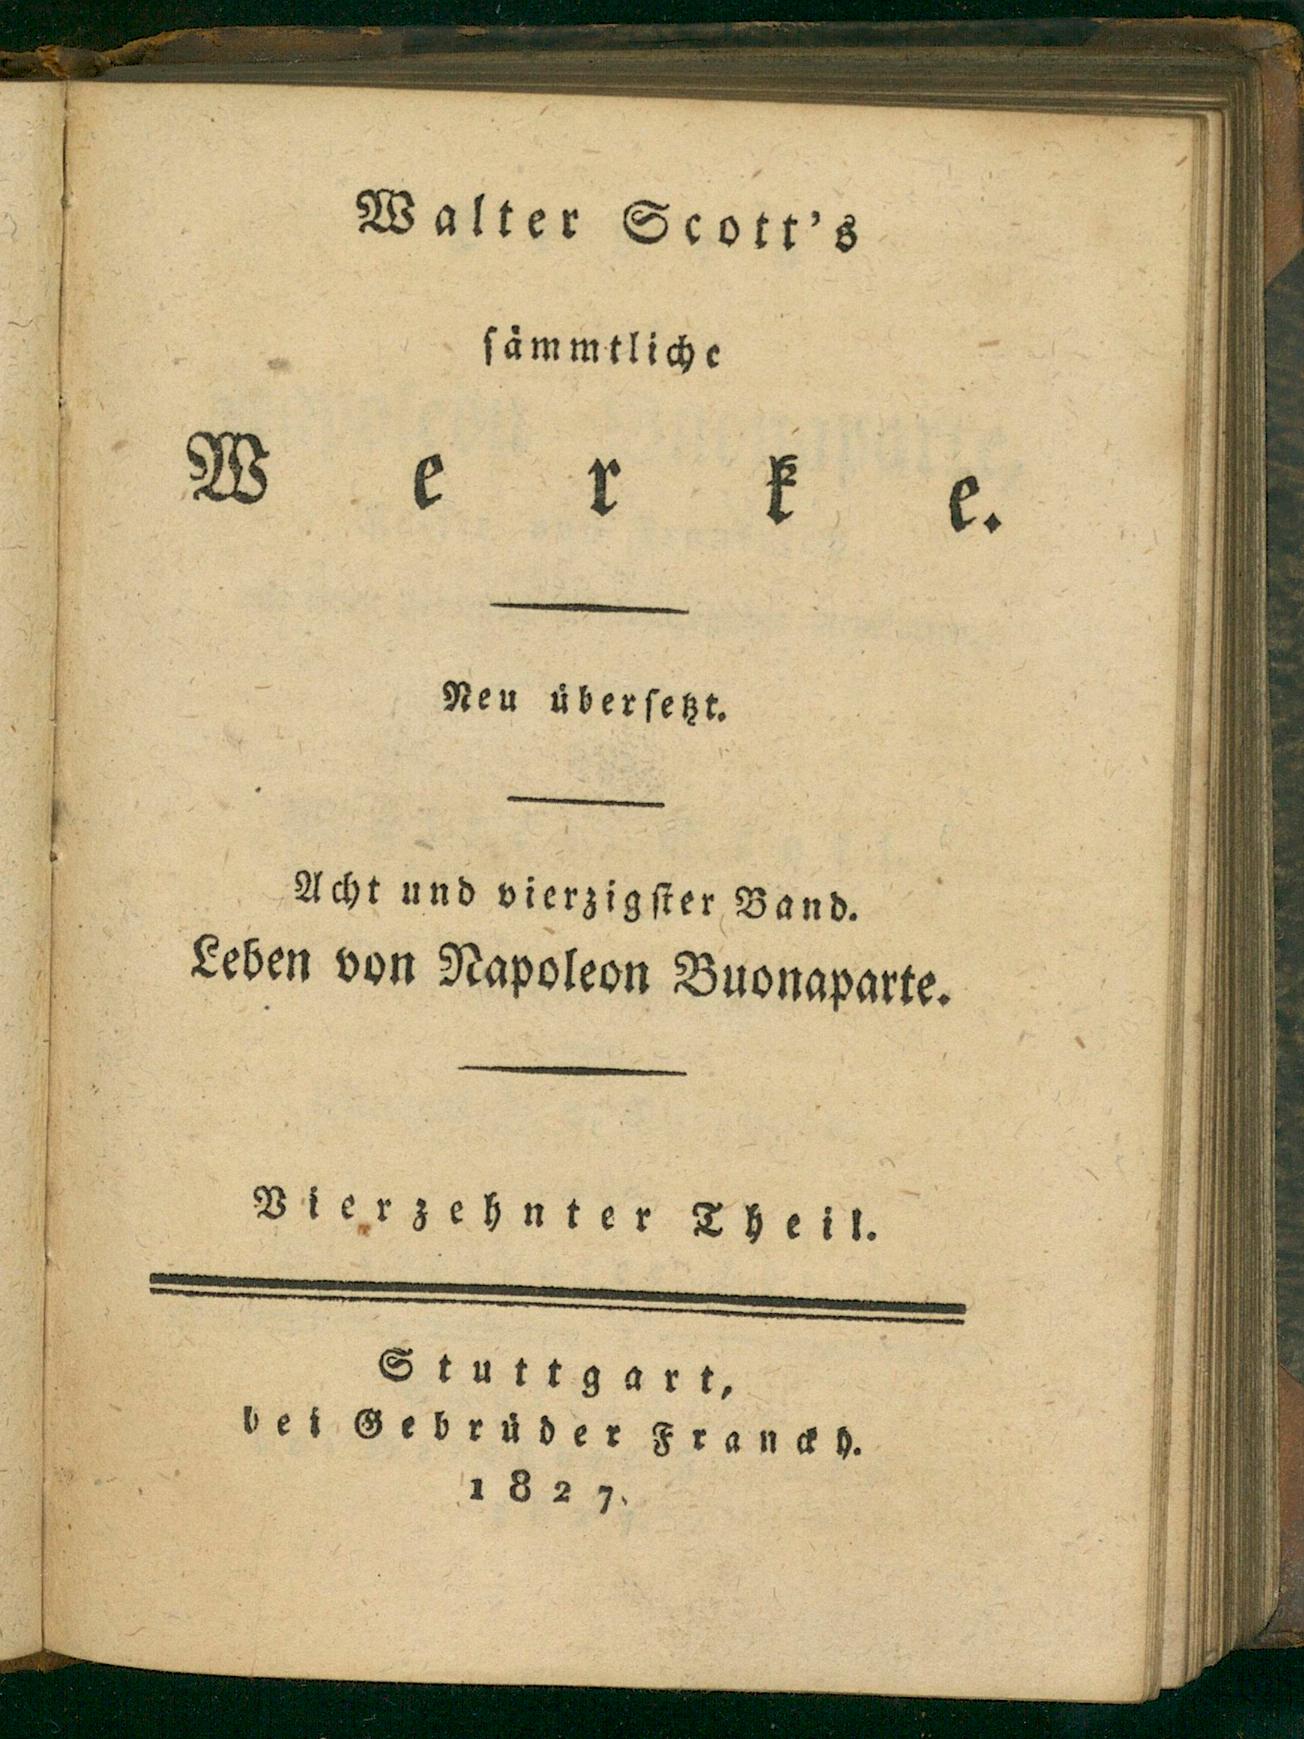 Walter Scott's
sämmtliche
Werke.
Neu übersetzt.
Acht und vierzigster Band.
Leben von Napoleon Buonaparte.
Vierzehnter Theil.
Stuttgart,
bei Gebrüder Franckh.
1827.